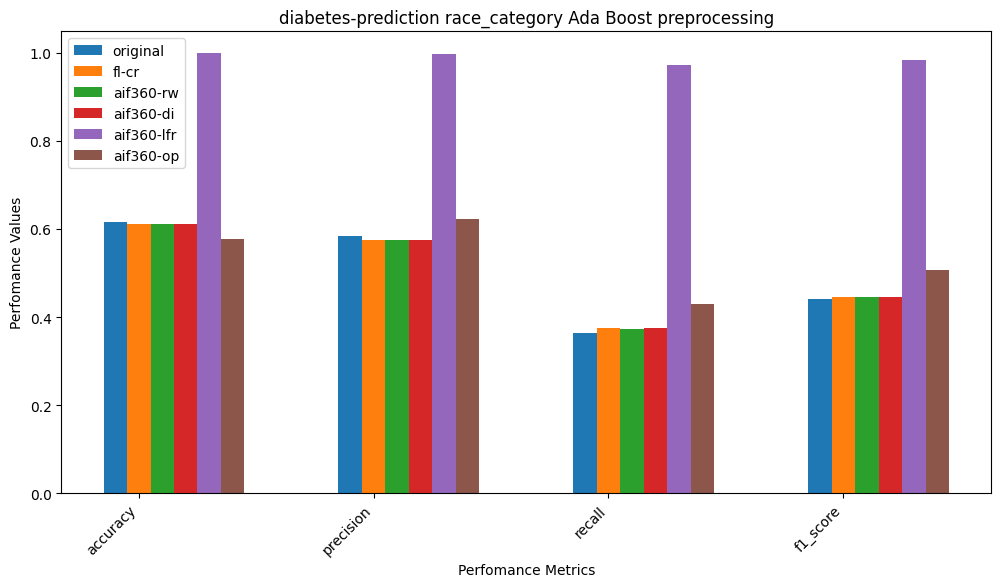 diabetes-prediction race_category Ada Boost preprocessing
original
fl-cr
aif360-rw
aif360-di
aif360-lfr
aif360-op
Perfomance Values
1.0
0.8
0.6
0.4
0.2
0.0
accuracy
precision
recall
f1_score
Perfomance Metrics